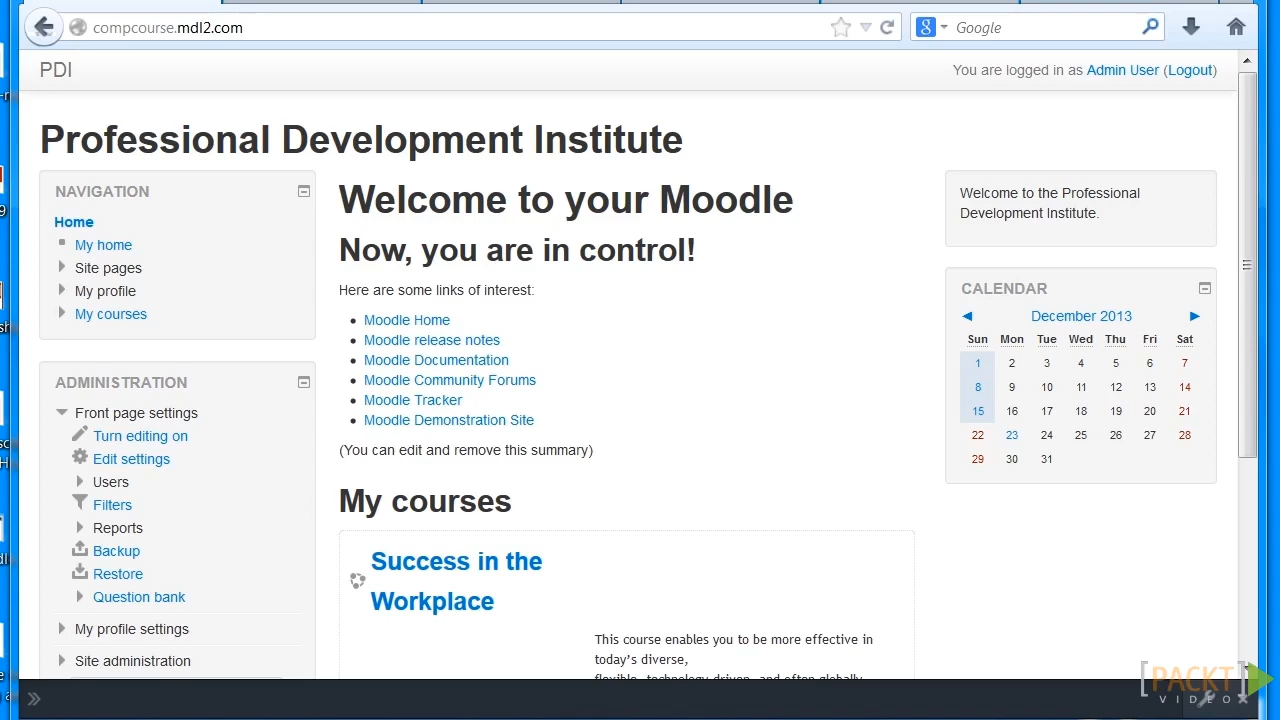 compcourse.mdl2.com
Google
PDI
You are logged in as Admin User (Logout)
Professional Development Institute
NAVIGATION
Home
My home
Site pages
My profile
My courses
ADMINISTRATION
Front page settings
Turn editing on
Edit settings
Users
Filters
Reports
Backup
Restore
Question bank
My profile settings
Site administration
Welcome to your Moodle
Now, you are in control!
Here are some links of interest:
Moodle Home
Moodle release notes
Moodle Documentation
Moodle Community Forums
Moodle Tracker
Moodle Demonstration Site
(You can edit and remove this summary)
My courses
Success in the
Workplace
This course enables you to be more effective in
today's diverse,
flexible, technology-driven, and often globally
Welcome to the Professional
Development Institute.
CALENDAR
December 2013
Sun Mon Tue Wed Thu Fri Sat
1 2 3 4 5 6 7
8 9 10 11 12 13 14
15 16 17 18 19 20 21
22 23 24 25 26 27 28
29 30 31
[PACKT]
VIDEO